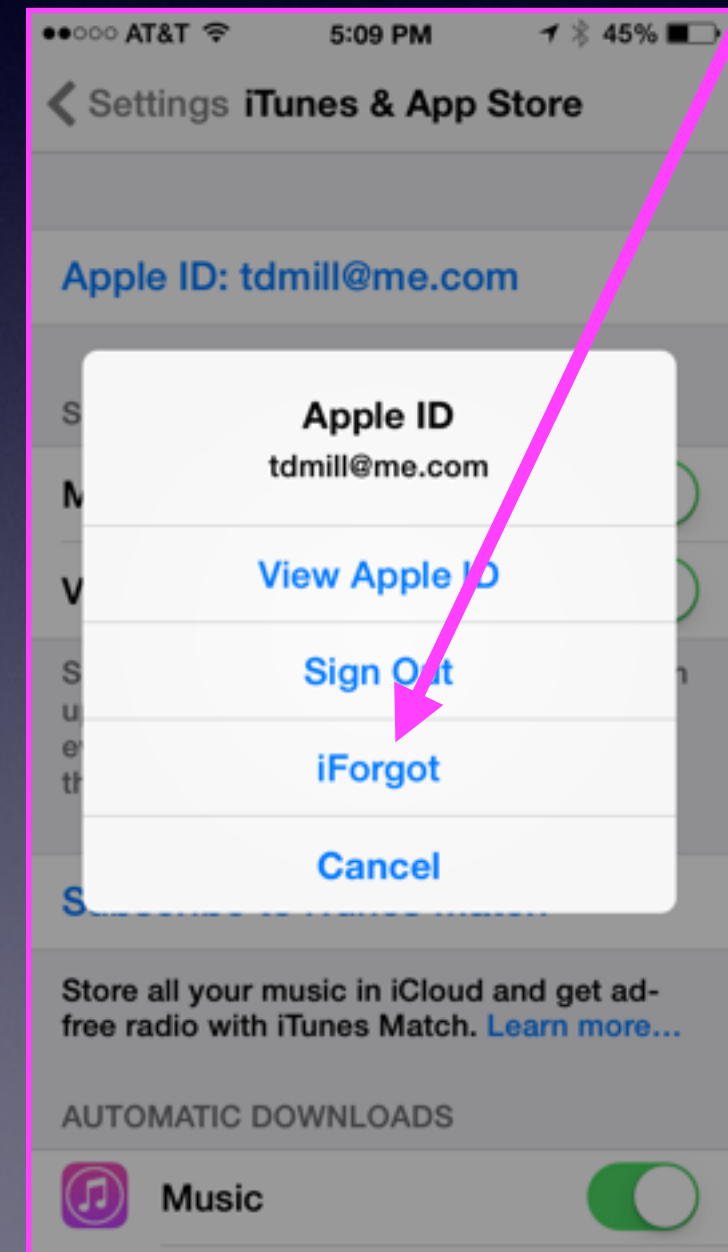 AT&T 5:09 PM 45%
Settings iTunes & App Store
Apple ID: tdmill@me.com
S
Apple ID
tdmill@me.com
M
View Apple ID
V
Sign Out
S
u
iForgot
e
th
Cancel
Store all your music in iCloud and get ad-
free radio with iTunes Match. Learn more...
AUTOMATIC DOWNLOADS
Music